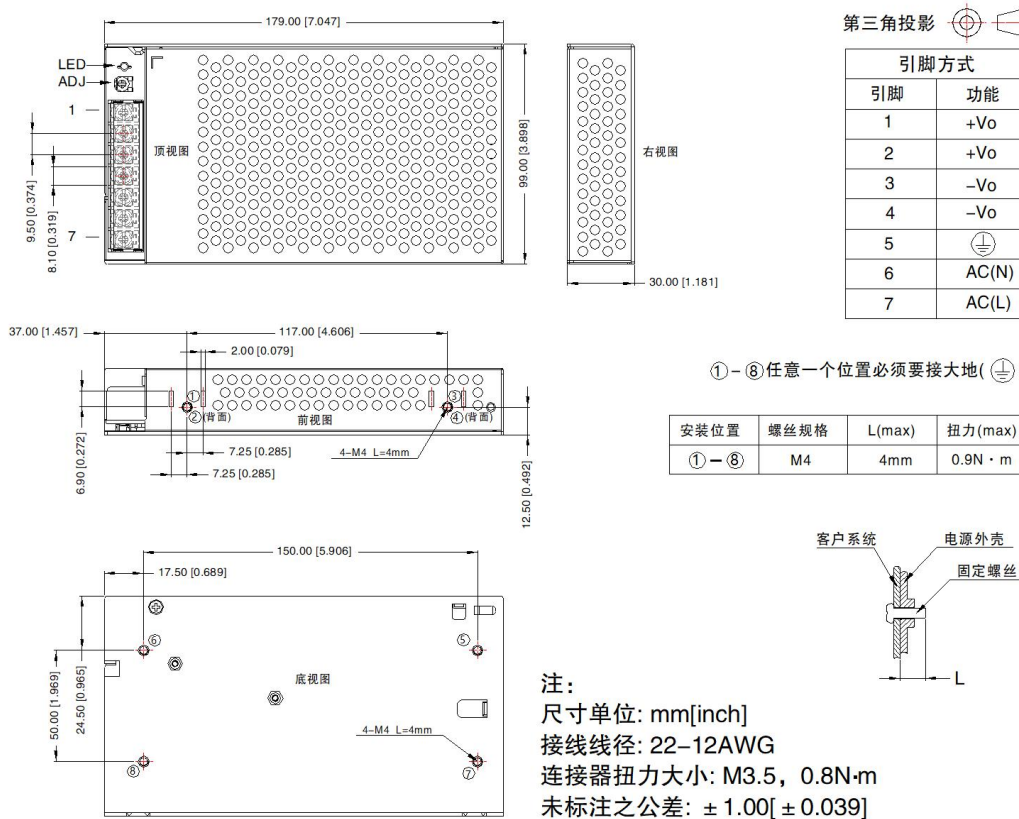 179.00 [7.047]
第三角投影
LED
ADJ
1
7
顶视图
右视图
99.00 [3.898]
9.50 [0.374]
8.10 [0.319]
30.00 [1.181]
引脚方式
引脚 功能
1 +Vo
2 +Vo
3 -Vo
4 -Vo
5
6 AC(N)
7 AC(L)
37.00 [1.457]
117.00 [4.606]
2.00 [0.079]
①
②(背面)
前视图
③
④(背面)
7.25 [0.285]
7.25 [0.285]
4-M4 L=4mm
6.90 [0.272]
12.50 [0.492]
①-⑧任意一个位置必须要接大地( )
安装位置 螺丝规格 L(max) 扭力(max)
①-⑧ M4 4mm 0.9N·m
150.00 [5.906]
17.50 [0.689]
⑥
⑤
底视图
50.00 [1.969]
24.50 [0.965]
4-M4 L=4mm
⑧
⑦
客户系统
电源外壳
固定螺丝
L
注:
尺寸单位: mm[inch]
接线线径: 22-12AWG
连接器扭力大小: M3.5, 0.8N·m
未标注之公差: ±1.00[±0.039]